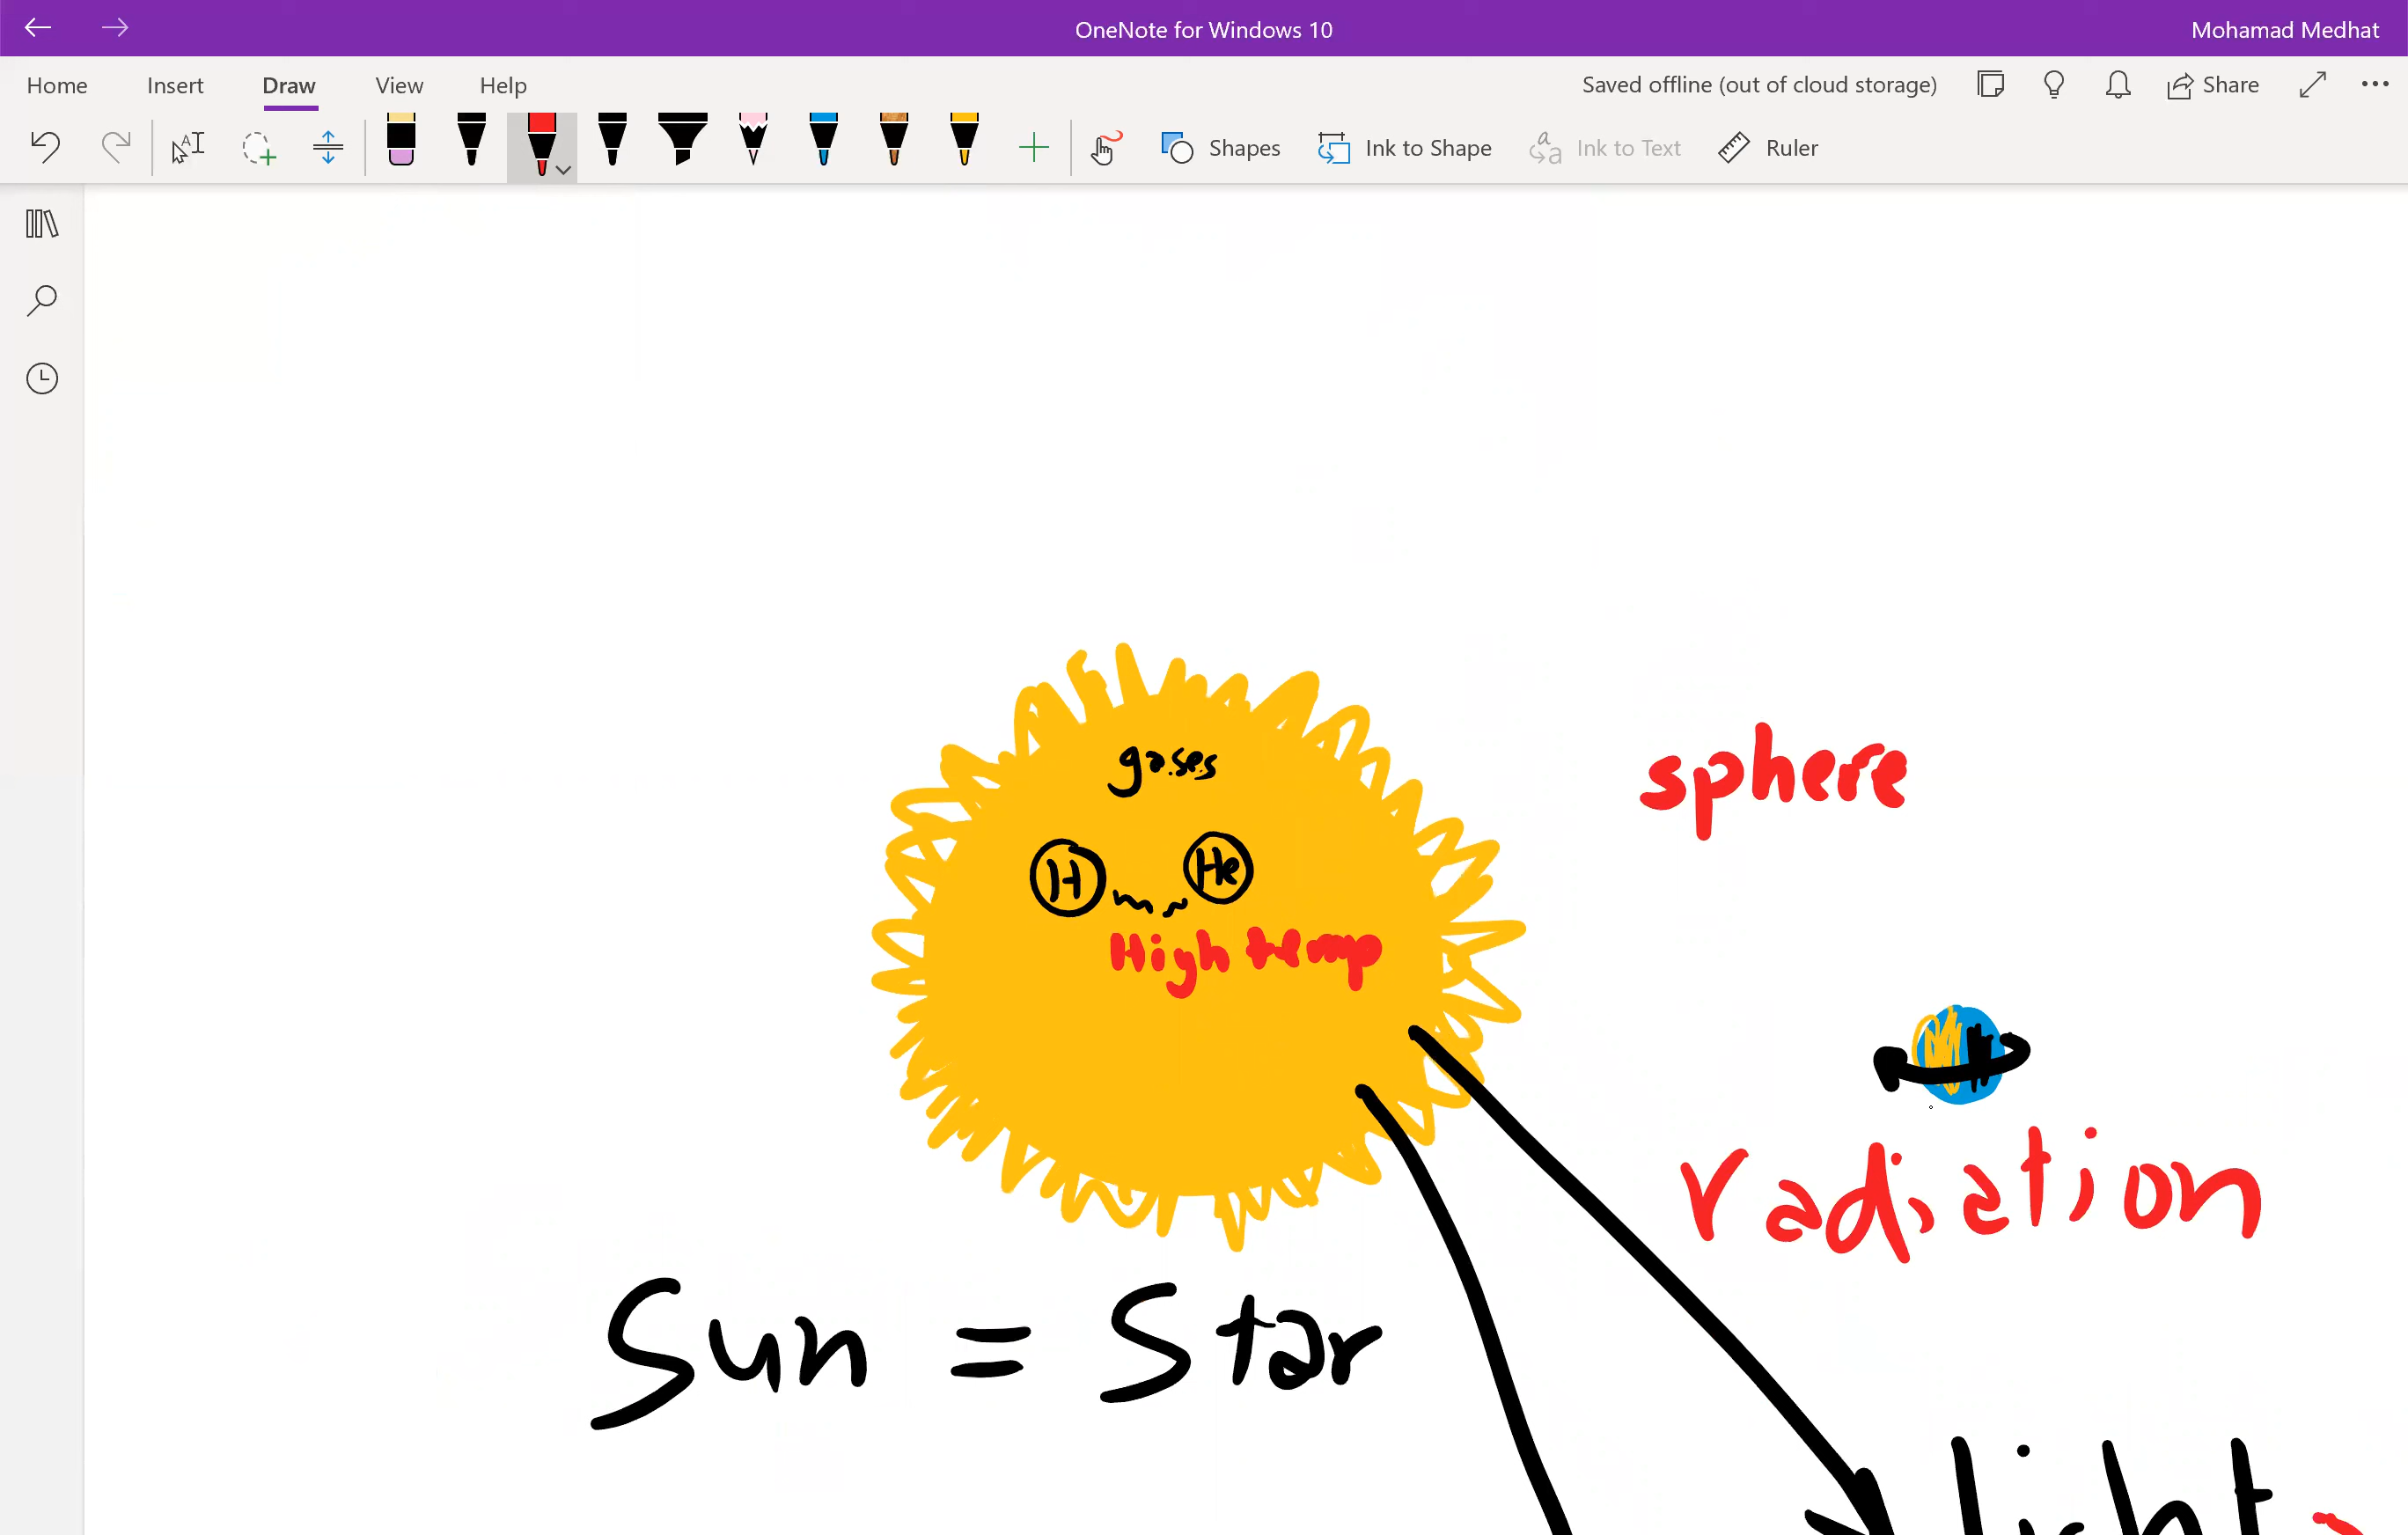 OneNote for Windows 10
Mohamad Medhat
Home Insert Draw View Help
Saved offline (out of cloud storage)
Share
Shapes
Ink to Shape
Ink to Text
Ruler
gases
H He
High temp
sphere
radiation
Sun = Star
light